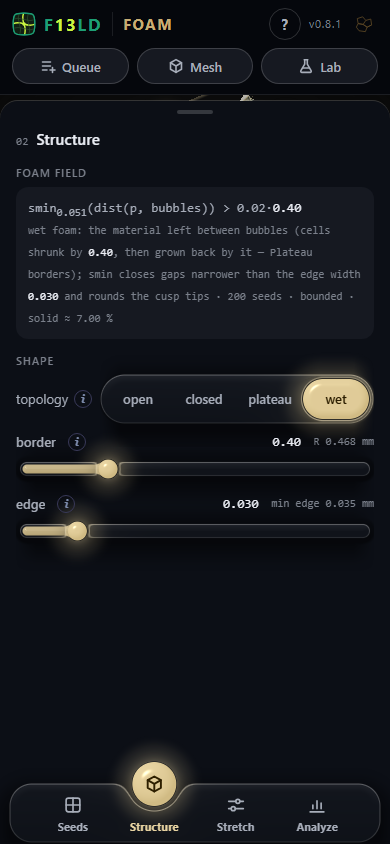 F13LD FOAM ? v0.8.1
Queue Mesh Lab
02 Structure
FOAM FIELD
smin0.051(dist(p, bubbles)) > 0.02·0.40
wet foam: the material left between bubbles (cells
shrunk by 0.40, then grown back by it — Plateau
borders); smin closes gaps narrower than the edge width
0.030 and rounds the cusp tips · 200 seeds · bounded ·
solid ≈ 7.00 %
SHAPE
topology i open closed plateau wet
border i 0.40 R 0.468 mm
edge i 0.030 min edge 0.035 mm
Seeds Structure Stretch Analyze